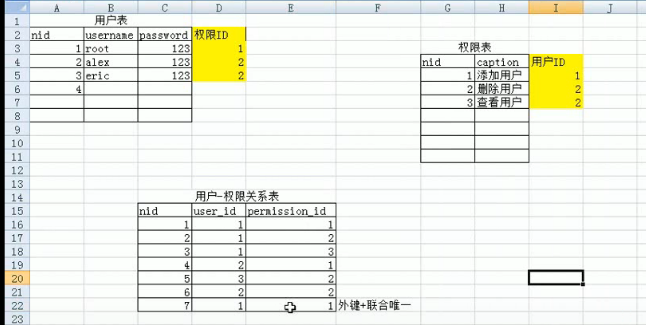 A B C D E F G H I J
1 用户表
2 nid username password 权限ID
3 1 root 123 1 权限表
4 2 alex 123 2 nid caption 用户ID
5 3 eric 123 2 1 添加用户 1
6 4 2 删除用户 2
7 3 查看用户 2
8
9
10
11
12
13
14 用户-权限关系表
15 nid user_id permission_id
16 1 1 1
17 2 1 2
18 3 1 3
19 4 2 1
20 5 3 2
21 6 2 2
22 7 1 1 外键+联合唯一
23